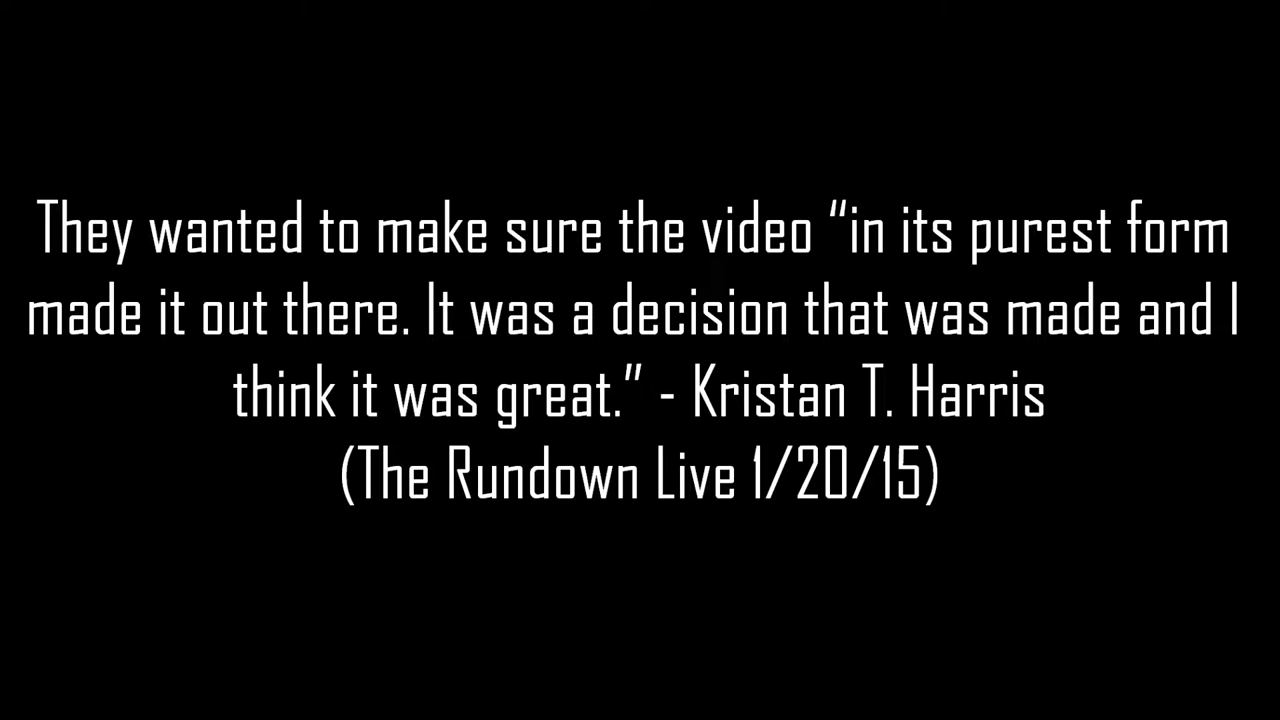 They wanted to make sure the video “in its purest form
made it out there. It was a decision that was made and I
think it was great.” - Kristan T. Harris
(The Rundown Live 1/20/15)